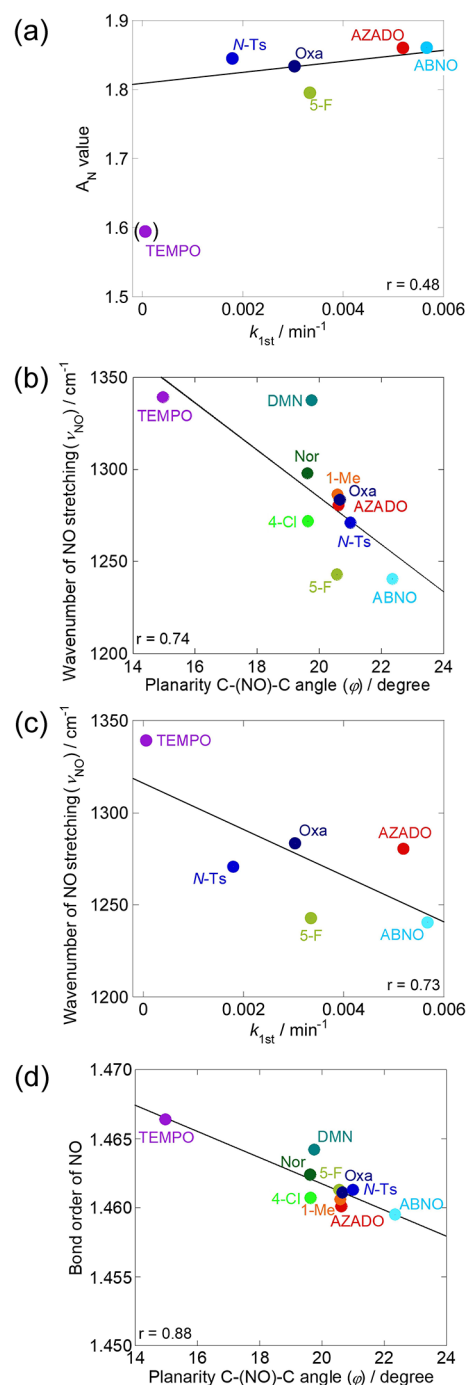 (a)
1.9
1.8
1.7
1.6
1.5
A_N value
N-Ts
Oxa
AZADO
ABNO
5-F
( )
TEMPO
r = 0.48
0
0.002
0.004
0.006
k_1st / min⁻¹
(b)
1350
1300
1250
1200
Wavenumber of NO stretching (ν_NO) / cm⁻¹
TEMPO
DMN
Nor
1-Me
Oxa
AZADO
4-Cl
N-Ts
5-F
ABNO
r = 0.74
14
16
18
20
22
24
Planarity C-(NO)-C angle (φ) / degree
(c)
1350
1300
1250
1200
Wavenumber of NO stretching (ν_NO) / cm⁻¹
TEMPO
Oxa
AZADO
N-Ts
5-F
ABNO
r = 0.73
0
0.002
0.004
0.006
k_1st / min⁻¹
(d)
1.470
1.465
1.460
1.455
1.450
Bond order of NO
TEMPO
DMN
Nor
5-F
Oxa
N-Ts
4-Cl
1-Me
AZADO
ABNO
r = 0.88
14
16
18
20
22
24
Planarity C-(NO)-C angle (φ) / degree